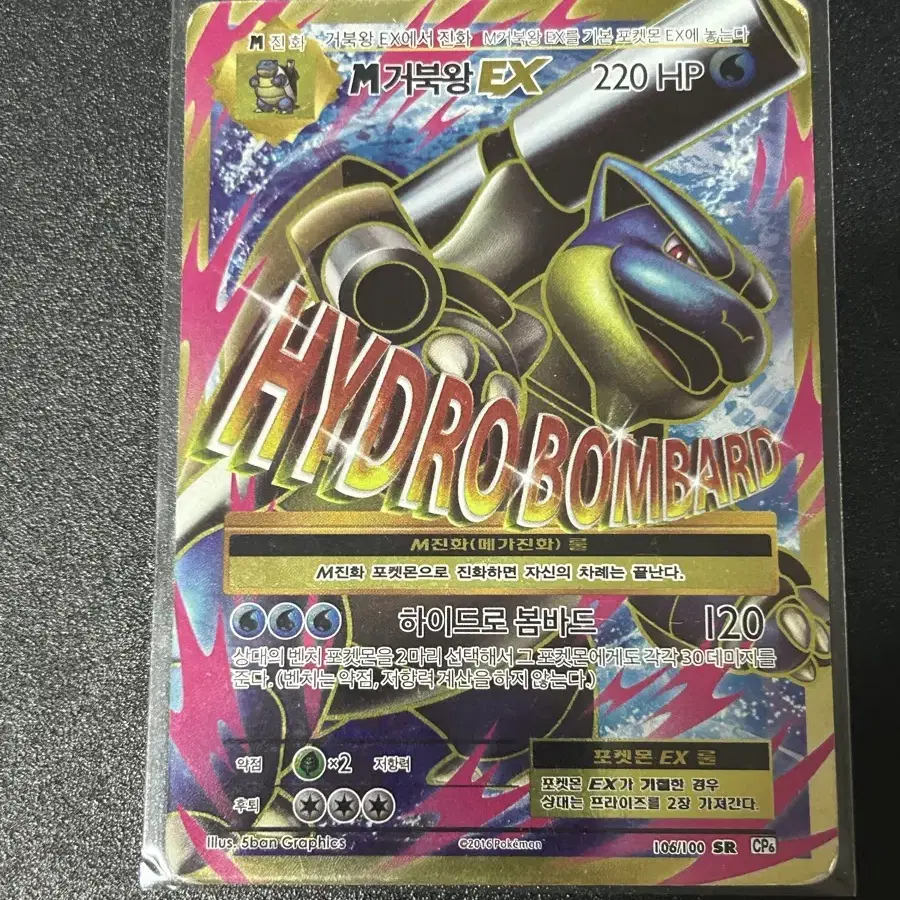 M진화 거북왕 EX에서 진화 M거북왕 EX를 기본 포켓몬 EX에 놓는다
M거북왕EX 220 HP
HYDRO BOMBARD
M진화(메가진화) 룰
M진화 포켓몬으로 진화하면 자신의 차례는 끝난다.
하이드로 봄바드 120
상대의 벤치 포켓몬을 2마리 선택해서 그 포켓몬에게도 각각 30데미지를
준다. (벤치는 약점, 저항력 계산을 하지 않는다.)
약점 ×2 저항력
포켓몬 EX 룰
포켓몬 EX가 기절한 경우
상대는 프라이즈를 2장 가져간다.
후퇴
Illus. 5ban Graphics ©2016 Pokémon 106/100 SR CP6